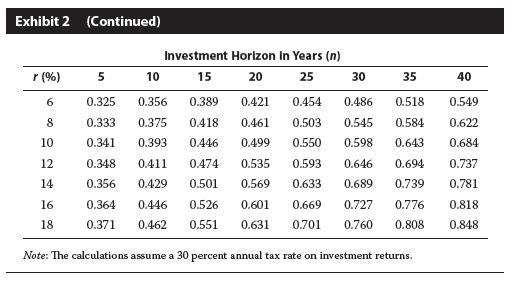 Exhibit 2 (Continued)
Investment Horizon in Years (n)
r (%) 5 10 15 20 25 30 35 40
6 0.325 0.356 0.389 0.421 0.454 0.486 0.518 0.549
8 0.333 0.375 0.418 0.461 0.503 0.545 0.584 0.622
10 0.341 0.393 0.446 0.499 0.550 0.598 0.643 0.684
12 0.348 0.411 0.474 0.535 0.593 0.646 0.694 0.737
14 0.356 0.429 0.501 0.569 0.633 0.689 0.739 0.781
16 0.364 0.446 0.526 0.601 0.669 0.727 0.776 0.818
18 0.371 0.462 0.551 0.631 0.701 0.760 0.808 0.848
Note: The calculations assume a 30 percent annual tax rate on investment returns.